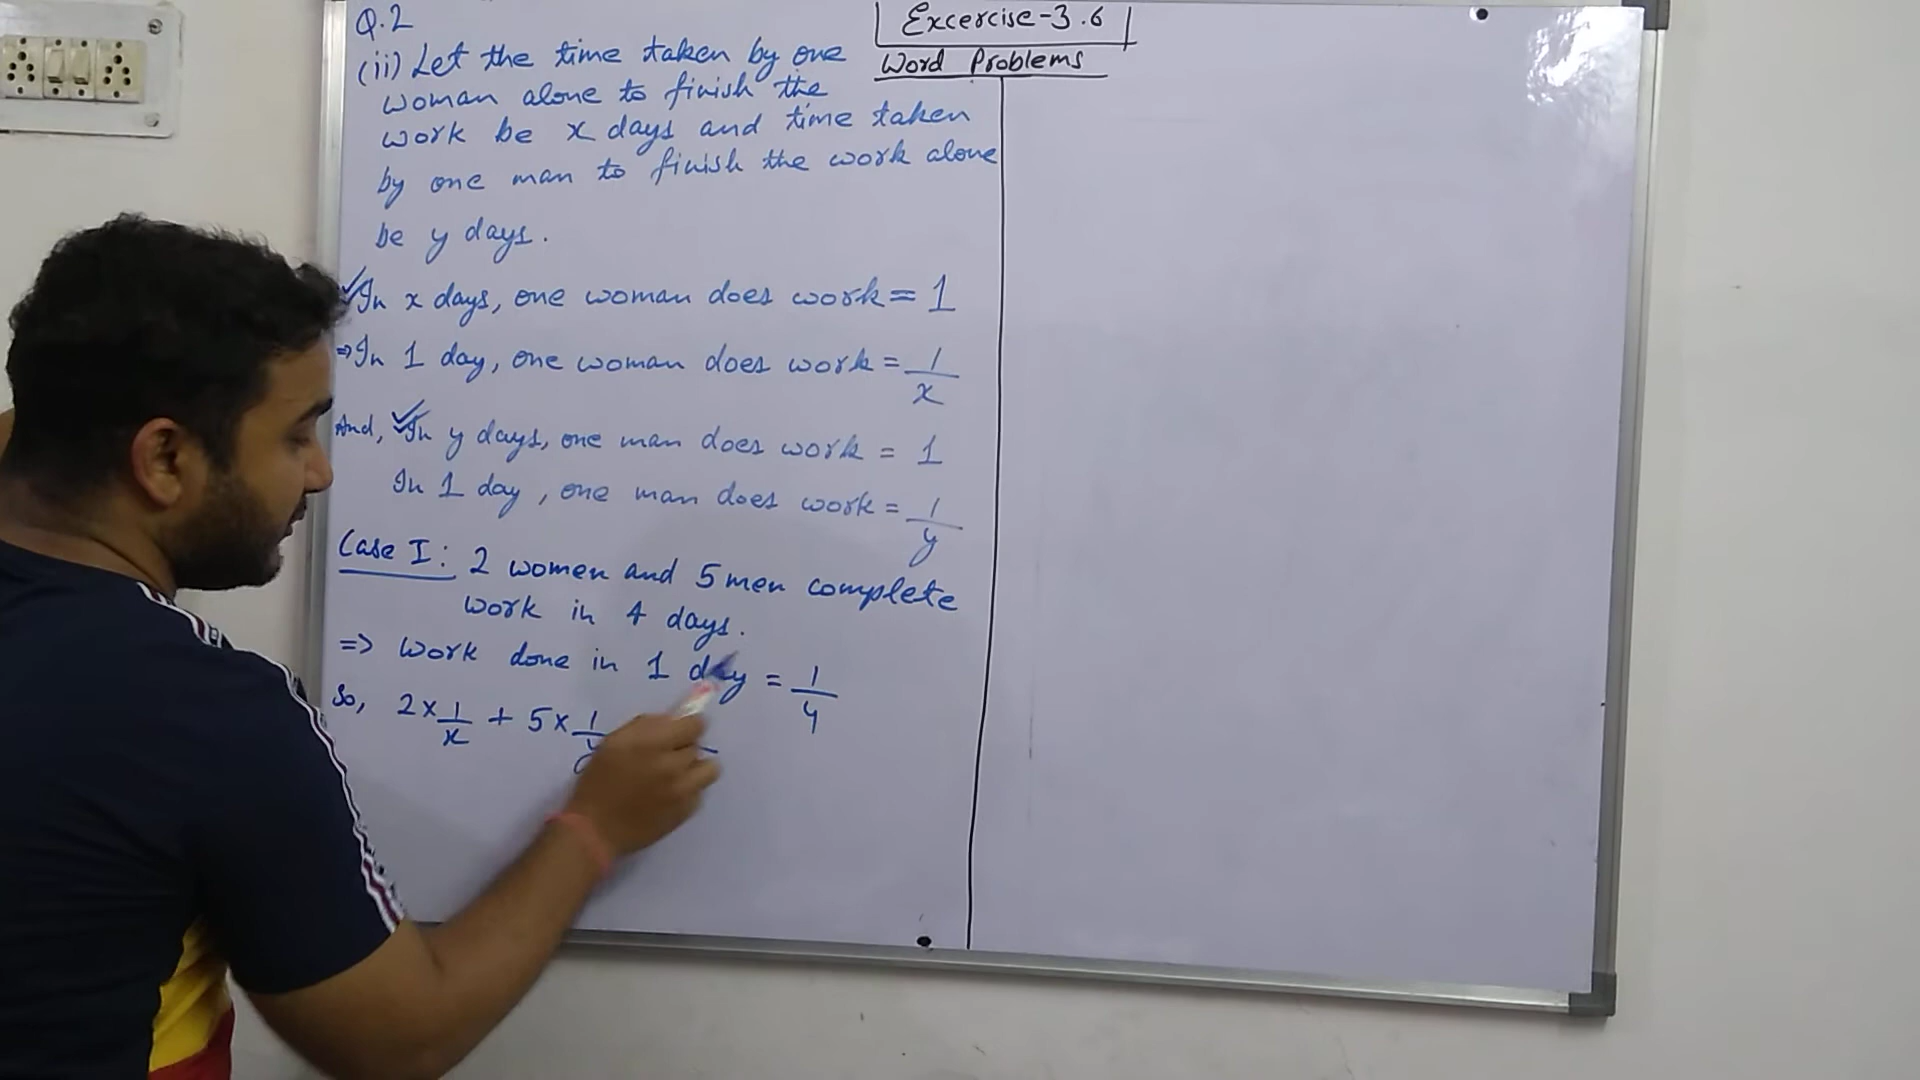 Excercise-3.6
Word Problems
Q.2
(ii) Let the time taken by one
woman alone to finish the
work be x days and time taken
by one man to finish the work alone
be y days.
✓In x days, one woman does work = 1
⇒ In 1 day, one woman does work = 1/x
And, ✓In y days, one man does work = 1
In 1 day, one man does work = 1/y
Case I: 2 women and 5 men complete
work in 4 days.
=> work done in 1 day = 1/4
So, 2 × 1/x + 5 × 1/y